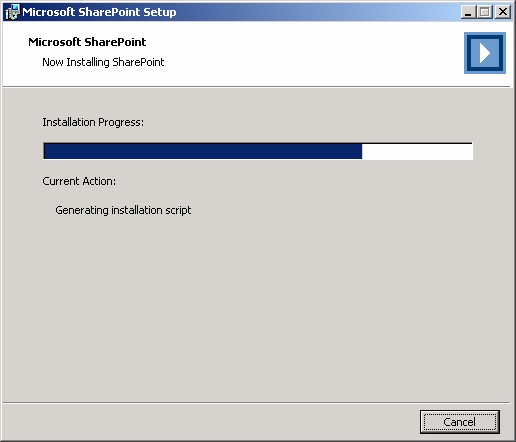 Microsoft SharePoint Setup
Microsoft SharePoint
Now Installing SharePoint
Installation Progress:
Current Action:
Generating installation script
Cancel